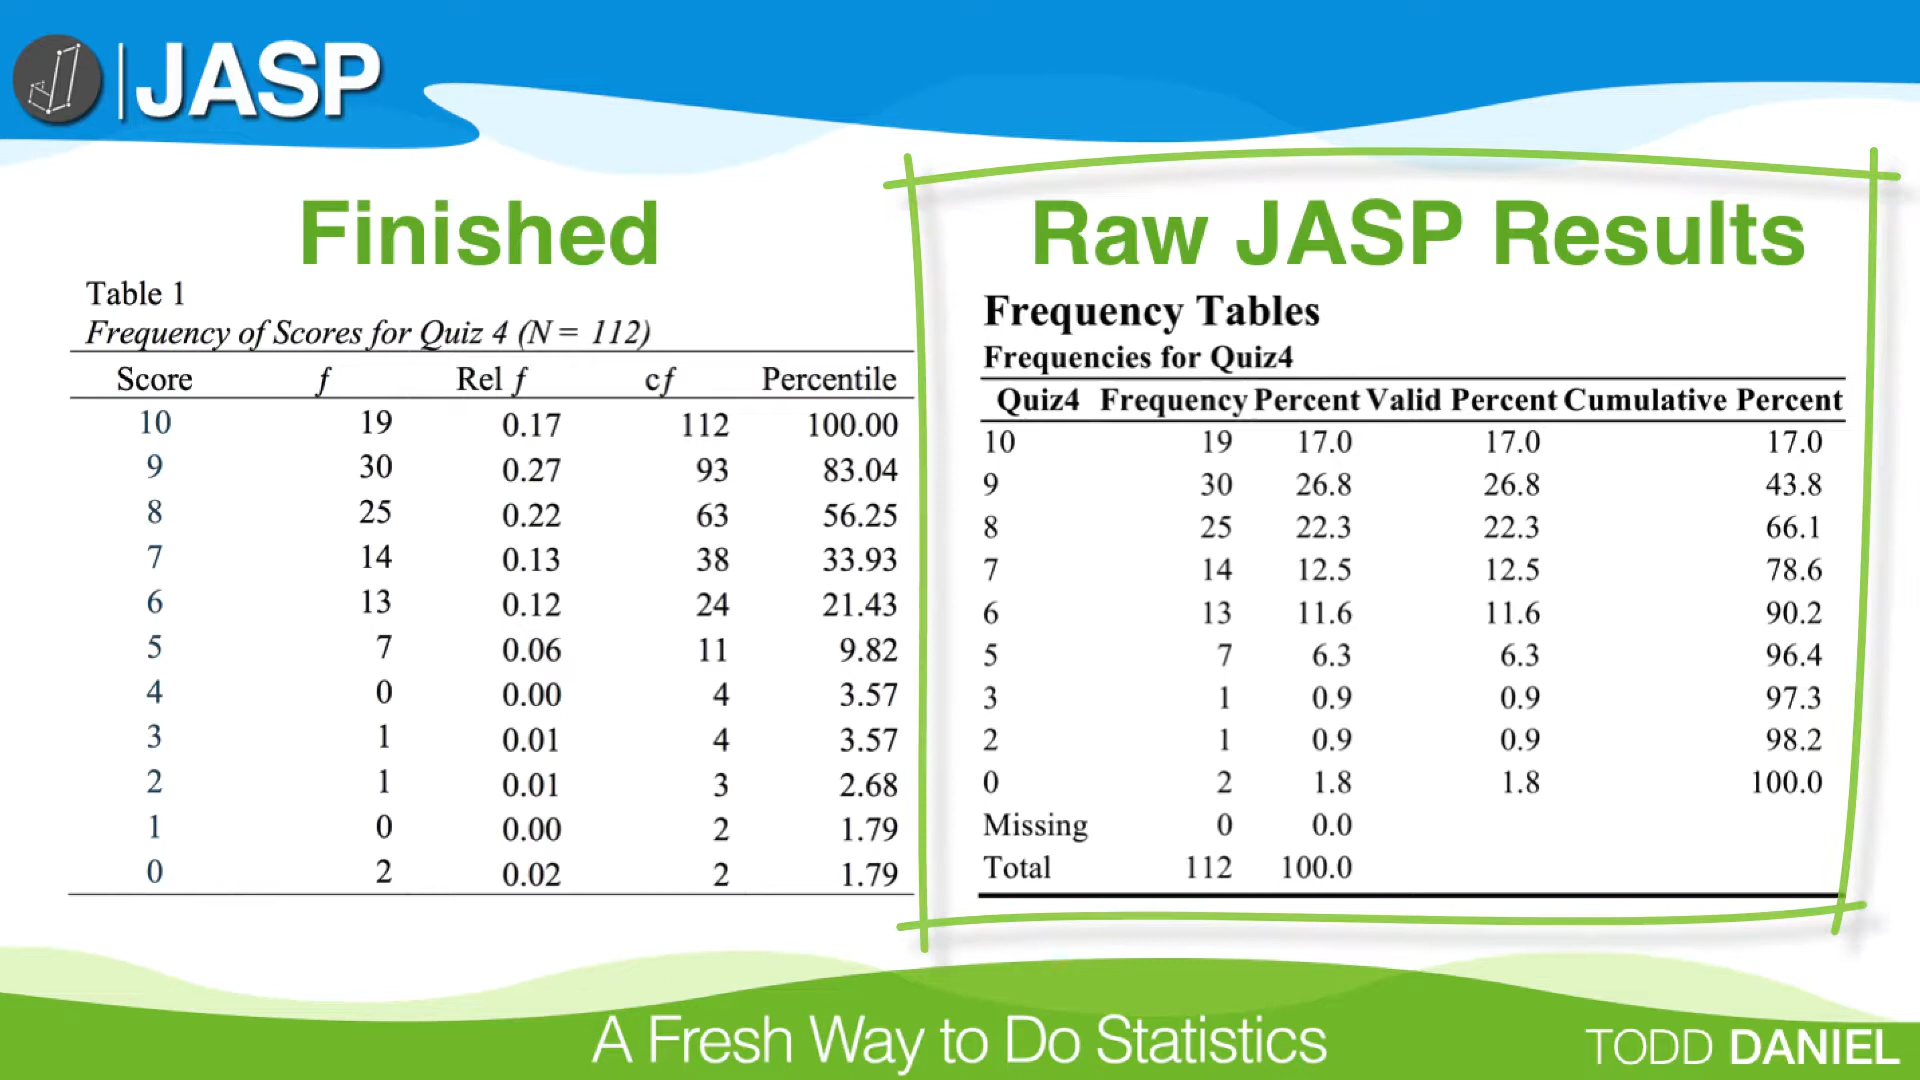 JASP
Finished
Table 1
Frequency of Scores for Quiz 4 (N = 112)
Score f Rel f cf Percentile
10 19 0.17 112 100.00
9 30 0.27 93 83.04
8 25 0.22 63 56.25
7 14 0.13 38 33.93
6 13 0.12 24 21.43
5 7 0.06 11 9.82
4 0 0.00 4 3.57
3 1 0.01 4 3.57
2 1 0.01 3 2.68
1 0 0.00 2 1.79
0 2 0.02 2 1.79
Raw JASP Results
Frequency Tables
Frequencies for Quiz4
Quiz4 Frequency Percent Valid Percent Cumulative Percent
10 19 17.0 17.0 17.0
9 30 26.8 26.8 43.8
8 25 22.3 22.3 66.1
7 14 12.5 12.5 78.6
6 13 11.6 11.6 90.2
5 7 6.3 6.3 96.4
3 1 0.9 0.9 97.3
2 1 0.9 0.9 98.2
0 2 1.8 1.8 100.0
Missing 0 0.0
Total 112 100.0
A Fresh Way to Do Statistics
TODD DANIEL